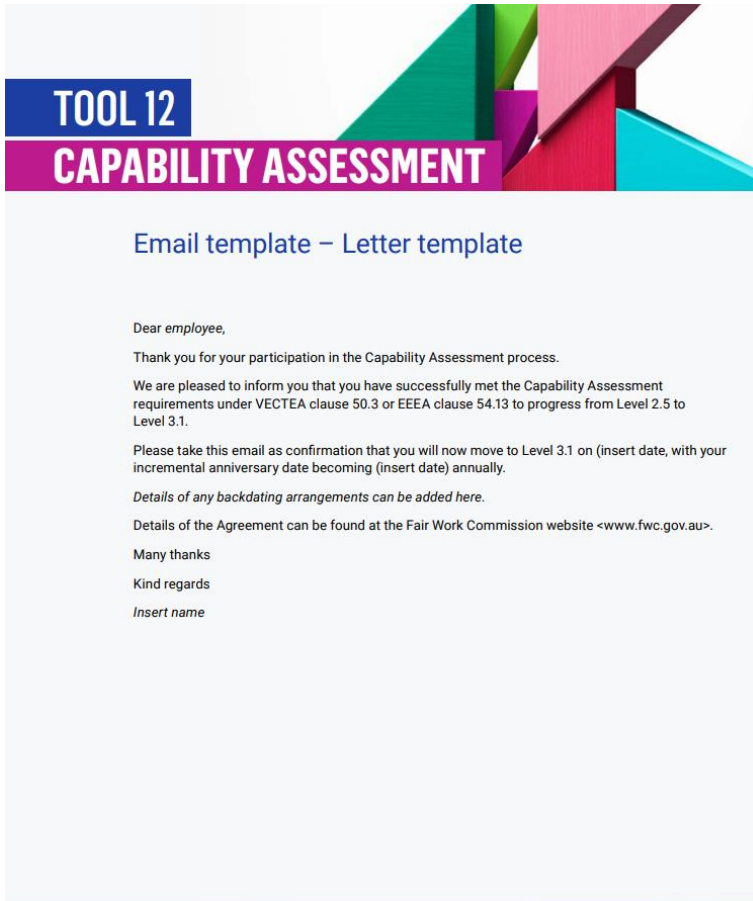 TOOL 12
CAPABILITY ASSESSMENT
Email template – Letter template
Dear employee,
Thank you for your participation in the Capability Assessment process.
We are pleased to inform you that you have successfully met the Capability Assessment
requirements under VECTEA clause 50.3 or EEEA clause 54.13 to progress from Level 2.5 to
Level 3.1.
Please take this email as confirmation that you will now move to Level 3.1 on (insert date, with your
incremental anniversary date becoming (insert date) annually.
Details of any backdating arrangements can be added here.
Details of the Agreement can be found at the Fair Work Commission website <www.fwc.gov.au>.
Many thanks
Kind regards
Insert name